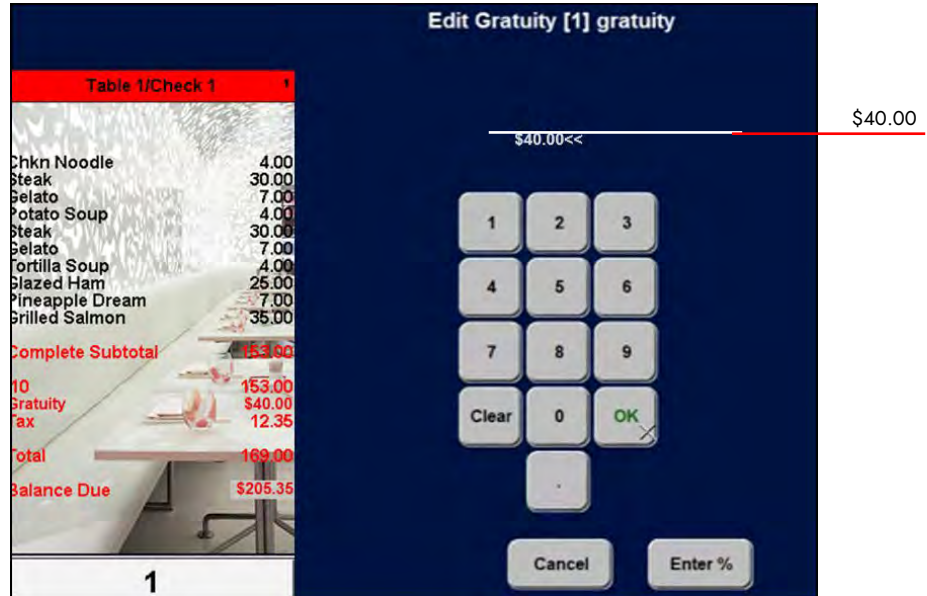 Edit Gratuity [1] gratuity
Table 1/Check 1 1
$40.00
$40.00<<
Chkn Noodle 4.00
Steak 30.00
Gelato 7.00
Potato Soup 4.00
Steak 30.00
Gelato 7.00
Tortilla Soup 4.00
Glazed Ham 25.00
Pineapple Dream 7.00
Grilled Salmon 35.00
Complete Subtotal 153.00
10 153.00
Gratuity $40.00
Tax 12.35
Total 169.00
Balance Due $205.35
1
1 2 3
4 5 6
7 8 9
Clear 0 OK
.
Cancel Enter %